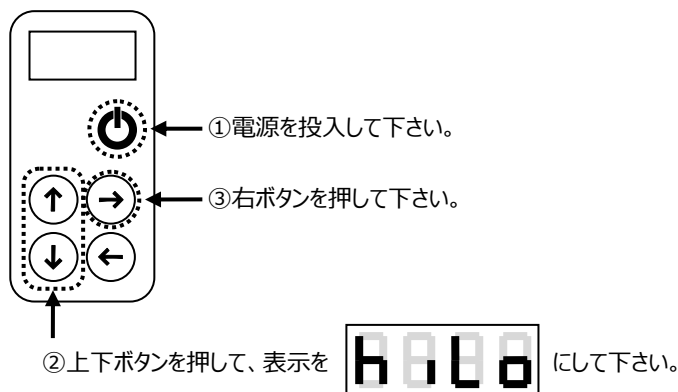 ①電源を投入して下さい。
③右ボタンを押して下さい。
②上下ボタンを押して、表示を hiLo にして下さい。